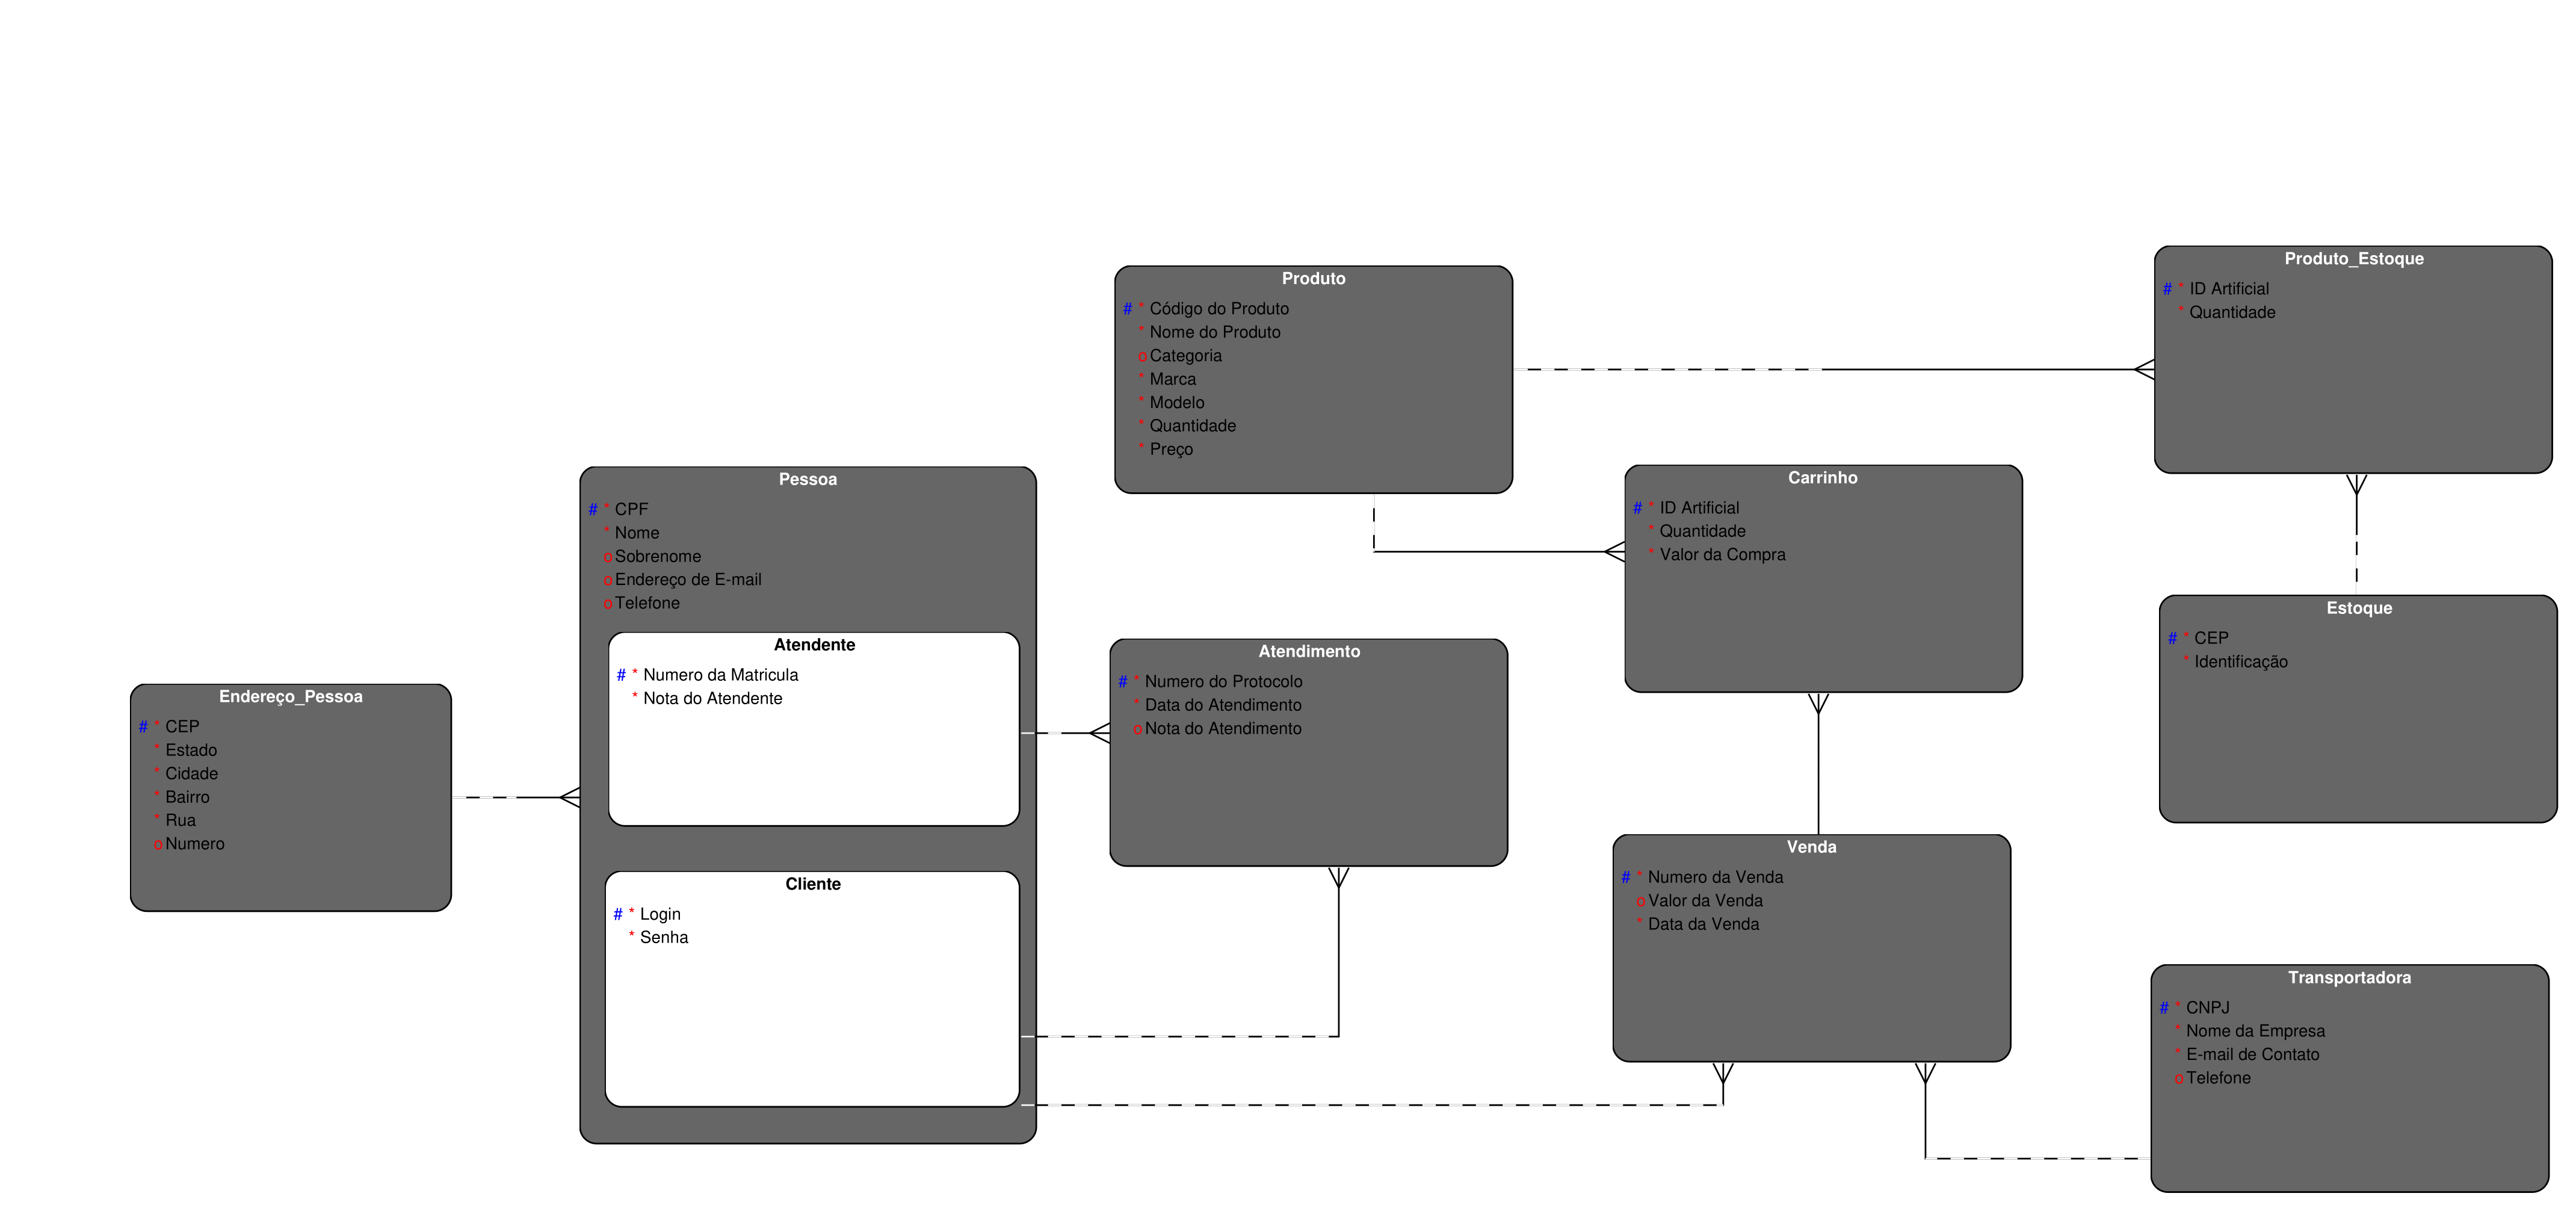 Endereço_Pessoa
# * CEP
* Estado
* Cidade
* Bairro
* Rua
o Numero
Pessoa
# * CPF
* Nome
o Sobrenome
o Endereço de E-mail
o Telefone
Atendente
# * Numero da Matricula
* Nota do Atendente
Cliente
# * Login
* Senha
Produto
# * Código do Produto
* Nome do Produto
o Categoria
* Marca
* Modelo
* Quantidade
* Preço
Atendimento
# * Numero do Protocolo
* Data do Atendimento
o Nota do Atendimento
Carrinho
# * ID Artificial
* Quantidade
* Valor da Compra
Venda
# * Numero da Venda
o Valor da Venda
* Data da Venda
Produto_Estoque
# * ID Artificial
* Quantidade
Estoque
# * CEP
* Identificação
Transportadora
# * CNPJ
* Nome da Empresa
* E-mail de Contato
o Telefone